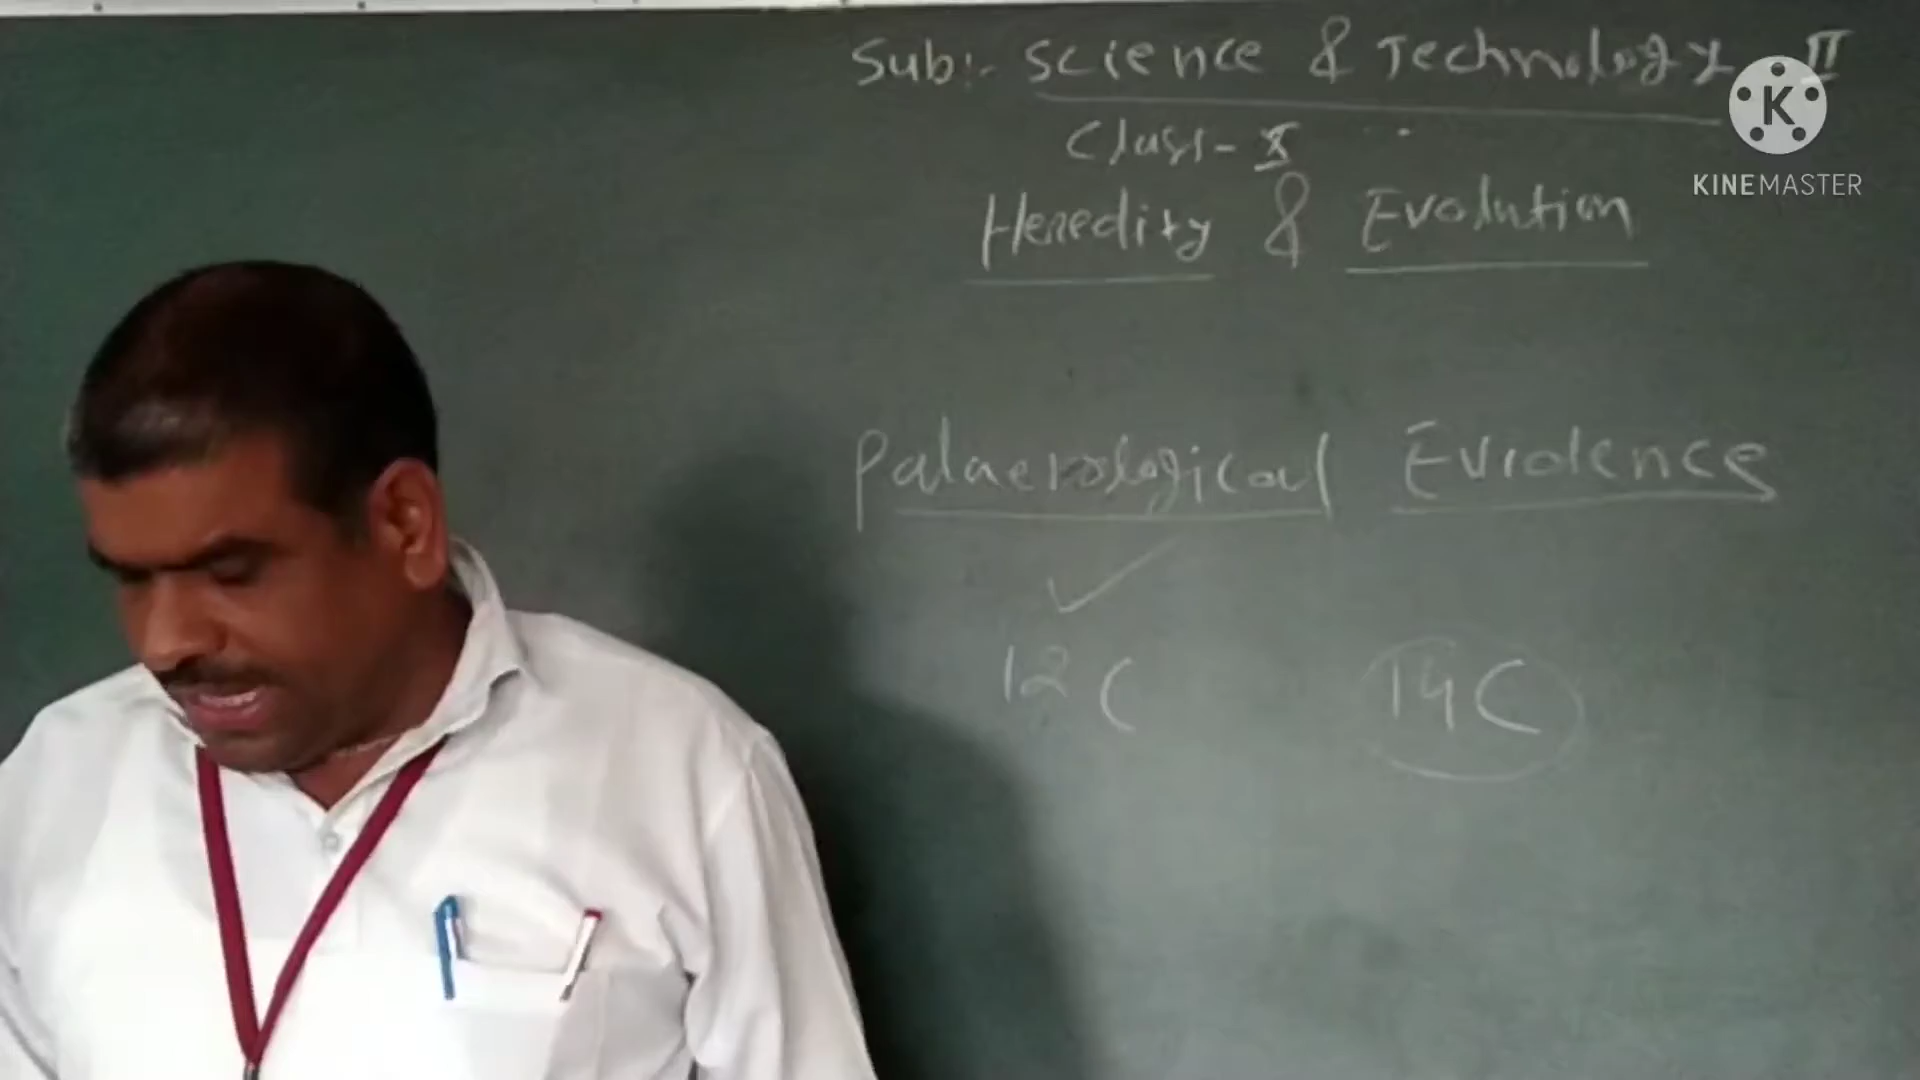 Sub:- Science & Technology II
Class - X
Heredity & Evolution
Palaeological Evidence
12C 14C
K
KINEMASTER